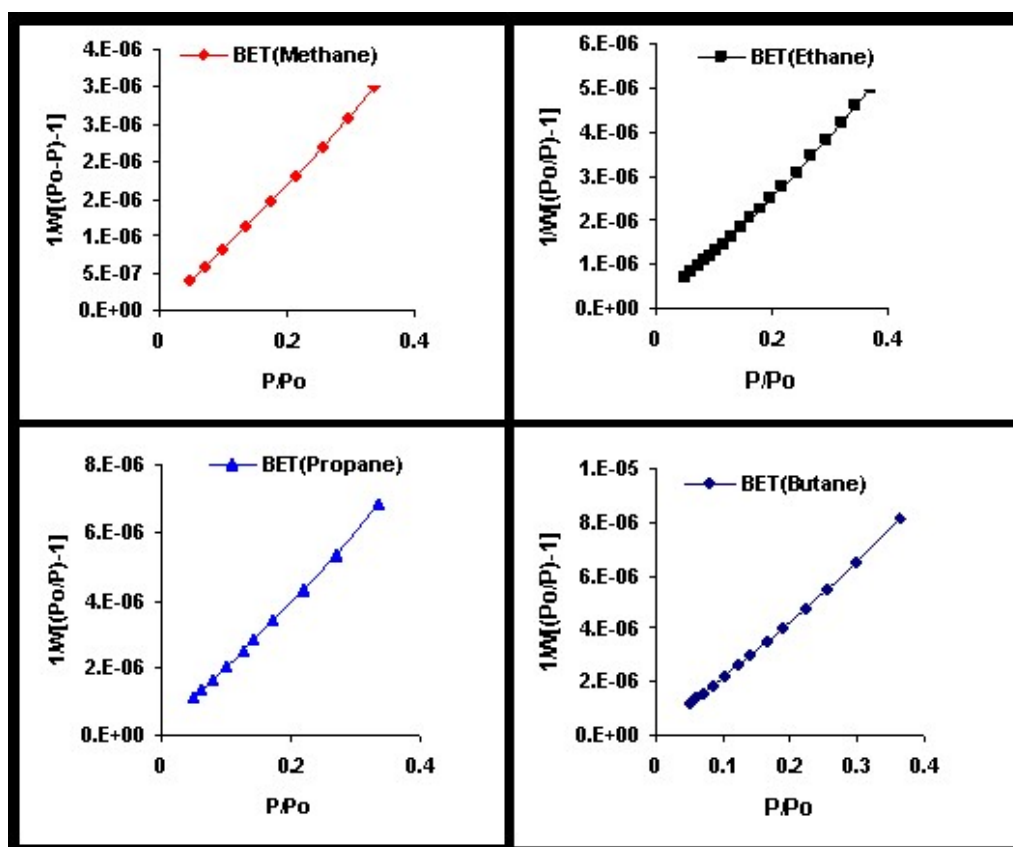 BET(Methane)
4.E-06
3.E-06
3.E-06
2.E-06
2.E-06
1.E-06
5.E-07
0.E+00
1/W[(Po-P)-1]
0 0.2 0.4
P/Po
BET(Ethane)
6.E-06
5.E-06
4.E-06
3.E-06
2.E-06
1.E-06
0.E+00
1/W[(Po/P)-1]
0 0.2 0.4
P/Po
BET(Propane)
8.E-06
6.E-06
4.E-06
2.E-06
0.E+00
1/W[(Po/P)-1]
0 0.2 0.4
P/Po
BET(Butane)
1.E-05
8.E-06
6.E-06
4.E-06
2.E-06
0.E+00
1/W[(Po/P)-1]
0 0.1 0.2 0.3 0.4
P/Po